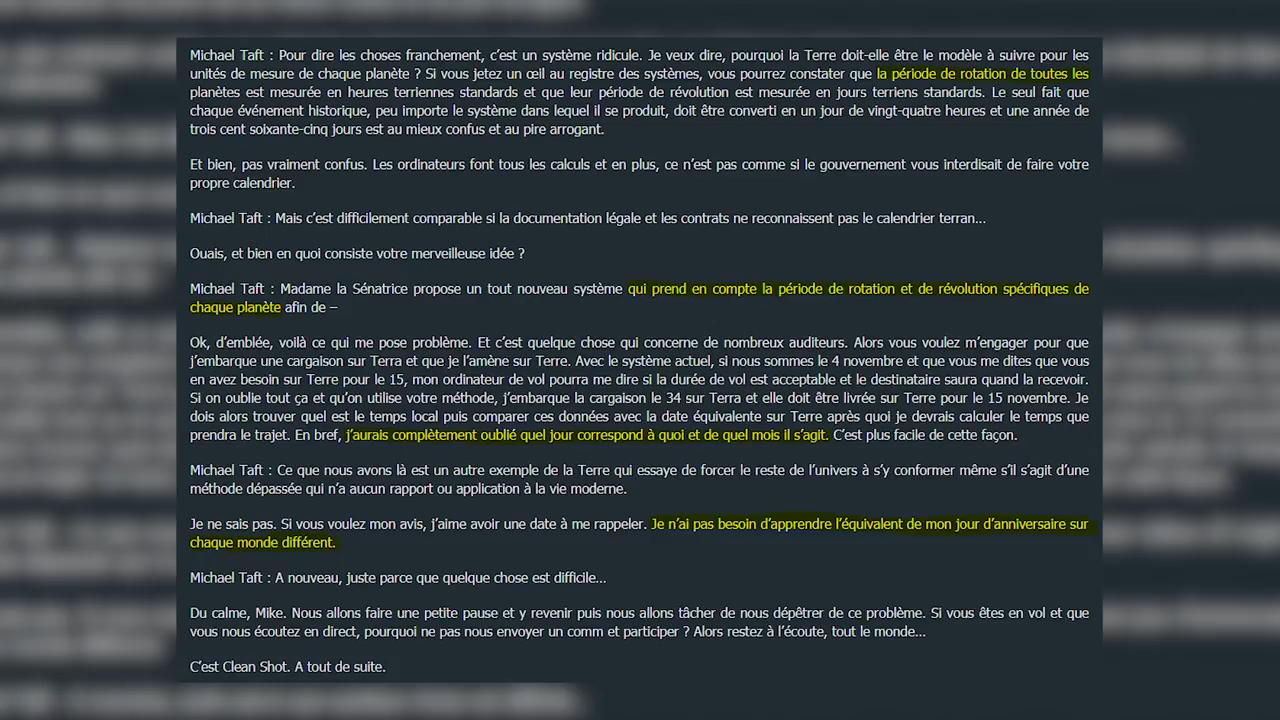 Michael Taft : Pour dire les choses franchement, c'est un système ridicule. Je veux dire, pourquoi la Terre doit-elle être le modèle à suivre pour les
unités de mesure de chaque planète ? Si vous jetez un œil au registre des systèmes, vous pourrez constater que la période de rotation de toutes les
planètes est mesurée en heures terriennes standards et que leur période de révolution est mesurée en jours terriens standards. Le seul fait que
chaque événement historique, peu importe le système dans lequel il se produit, doit être converti en un jour de vingt-quatre heures et une année de
trois cent soixante-cinq jours est au mieux confus et au pire arrogant.
Et bien, pas vraiment confus. Les ordinateurs font tous les calculs et en plus, ce n'est pas comme si le gouvernement vous interdisait de faire votre
propre calendrier.
Michael Taft : Mais c'est difficilement comparable si la documentation légale et les contrats ne reconnaissent pas le calendrier terran...
Ouais, et bien en quoi consiste votre merveilleuse idée ?
Michael Taft : Madame la Sénatrice propose un tout nouveau système qui prend en compte la période de rotation et de révolution spécifiques de
chaque planète afin de –
Ok, d'emblée, voilà ce qui me pose problème. Et c'est quelque chose qui concerne de nombreux auditeurs. Alors vous voulez m'engager pour que
j'embarque une cargaison sur Terra et que je l'amène sur Terre. Avec le système actuel, si nous sommes le 4 novembre et que vous me dites que vous
en avez besoin sur Terre pour le 15, mon ordinateur de vol pourra me dire si la durée de vol est acceptable et le destinataire saura quand la recevoir.
Si on oublie tout ça et qu'on utilise votre méthode, j'embarque la cargaison le 34 sur Terra et elle doit être livrée sur Terre pour le 15 novembre. Je
dois alors trouver quel est le temps local puis comparer ces données avec la date équivalente sur Terre après quoi je devrais calculer le temps que
prendra le trajet. En bref, j'aurais complètement oublié quel jour correspond à quoi et de quel mois il s'agit. C'est plus facile de cette façon.
Michael Taft : Ce que nous avons là est un autre exemple de la Terre qui essaye de forcer le reste de l'univers à s'y conformer même s'il s'agit d'une
méthode dépassée qui n'a aucun rapport ou application à la vie moderne.
Je ne sais pas. Si vous voulez mon avis, j'aime avoir une date à me rappeler. Je n'ai pas besoin d'apprendre l'équivalent de mon jour d'anniversaire sur
chaque monde différent.
Michael Taft : A nouveau, juste parce que quelque chose est difficile...
Du calme, Mike. Nous allons faire une petite pause et y revenir puis nous allons tâcher de nous dépêtrer de ce problème. Si vous êtes en vol et que
vous nous écoutez en direct, pourquoi ne pas nous envoyer un comm et participer ? Alors restez à l'écoute, tout le monde...
C'est Clean Shot. A tout de suite.